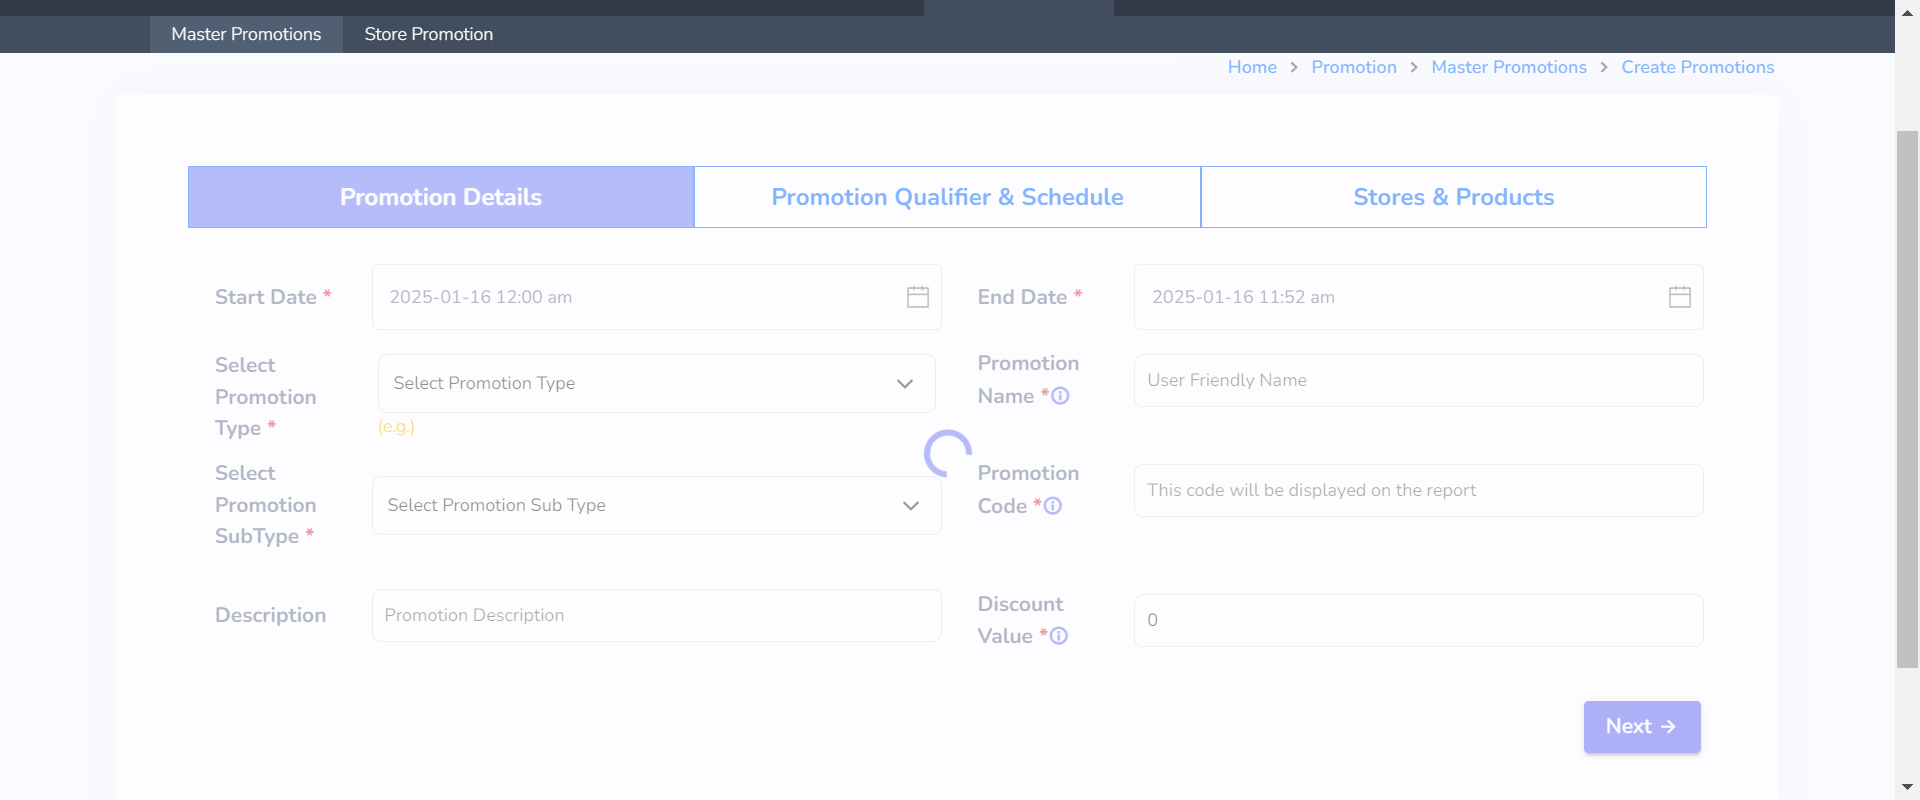 Master Promotions Store Promotion
Home > Promotion > Master Promotions > Create Promotions
Promotion Details Promotion Qualifier & Schedule Stores & Products
Start Date * 2025-01-16 12:00 am End Date * 2025-01-16 11:52 am
Select
Promotion
Type *
Select Promotion Type
(e.g.)
Promotion
Name *
User Friendly Name
Select
Promotion
SubType *
Select Promotion Sub Type
Promotion
Code *
This code will be displayed on the report
Description Promotion Description
Discount
Value *
0
Next →